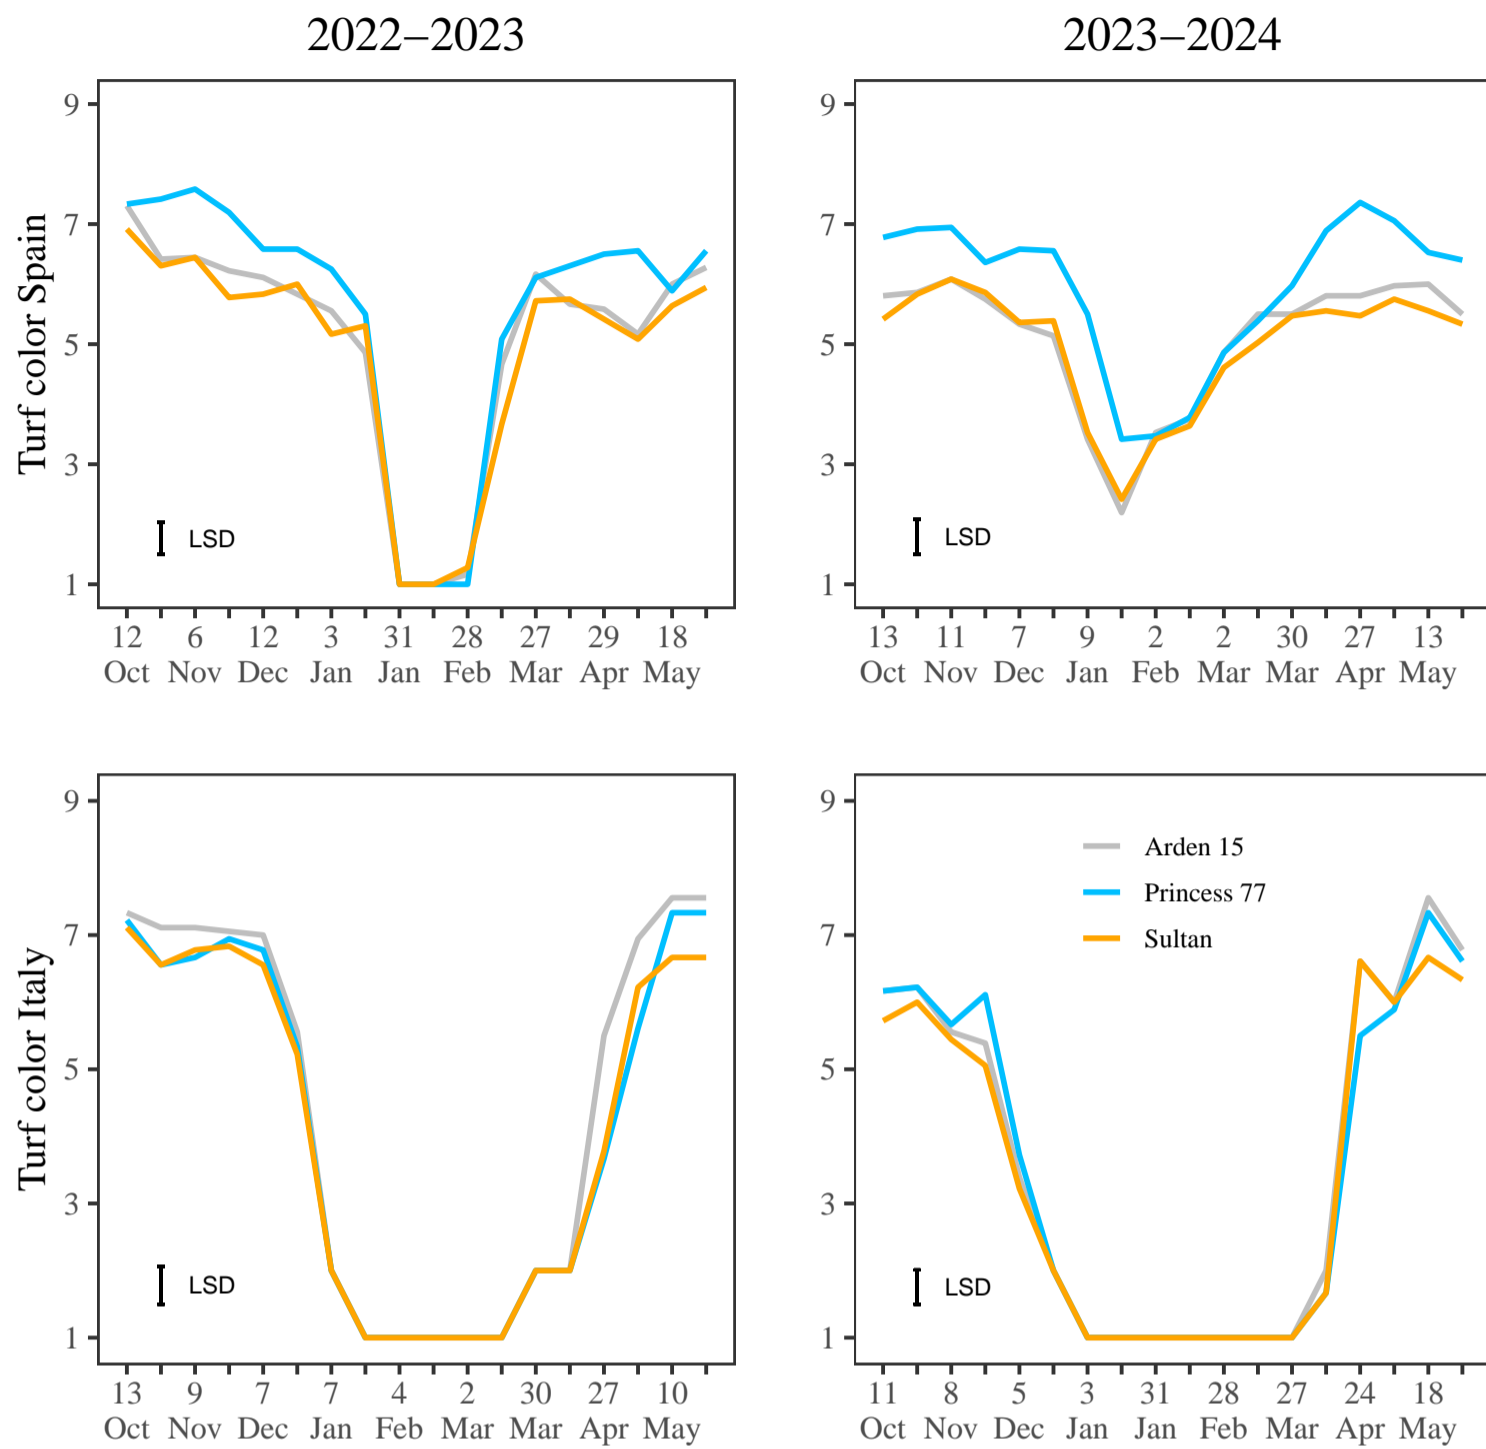 2022–2023
2023–2024
Turf color Spain
9
7
5
3
1
LSD
12 6 12 3 31 28 27 29 18
Oct Nov Dec Jan Jan Feb Mar Apr May
9
7
5
3
1
LSD
13 11 7 9 2 2 30 27 13
Oct Nov Dec Jan Feb Mar Mar Apr May
Turf color Italy
9
7
5
3
1
LSD
13 9 7 7 4 2 30 27 10
Oct Nov Dec Jan Feb Mar Mar Apr May
9
7
5
3
1
Arden 15
Princess 77
Sultan
LSD
11 8 5 3 31 28 27 24 18
Oct Nov Dec Jan Jan Feb Mar Apr May